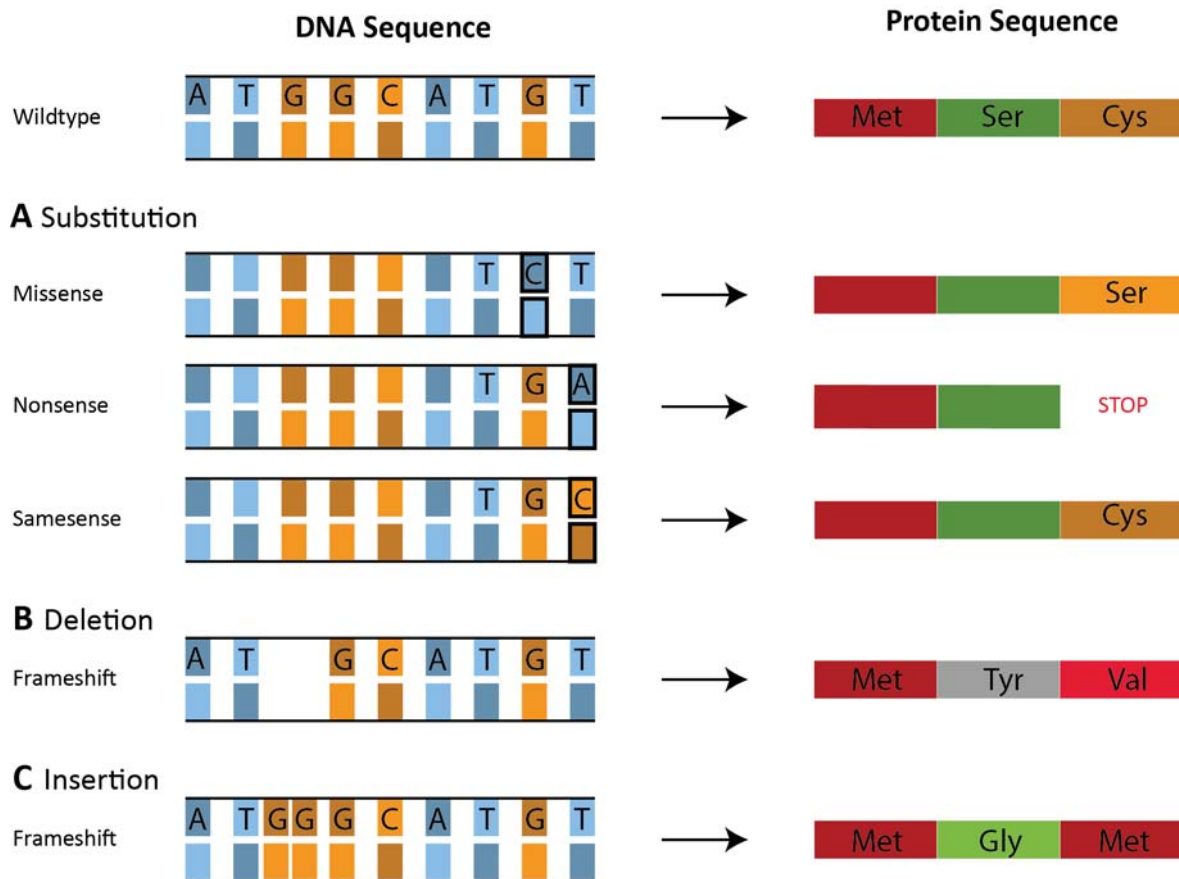 DNA Sequence
Protein Sequence
Wildtype
A T G G C A T G T
Met Ser Cys
A Substitution
Missense
T C T
Ser
Nonsense
T G A
STOP
Samesense
T G C
Cys
B Deletion
Frameshift
A T G C A T G T
Met Tyr Val
C Insertion
Frameshift
A T G G G C A T G T
Met Gly Met